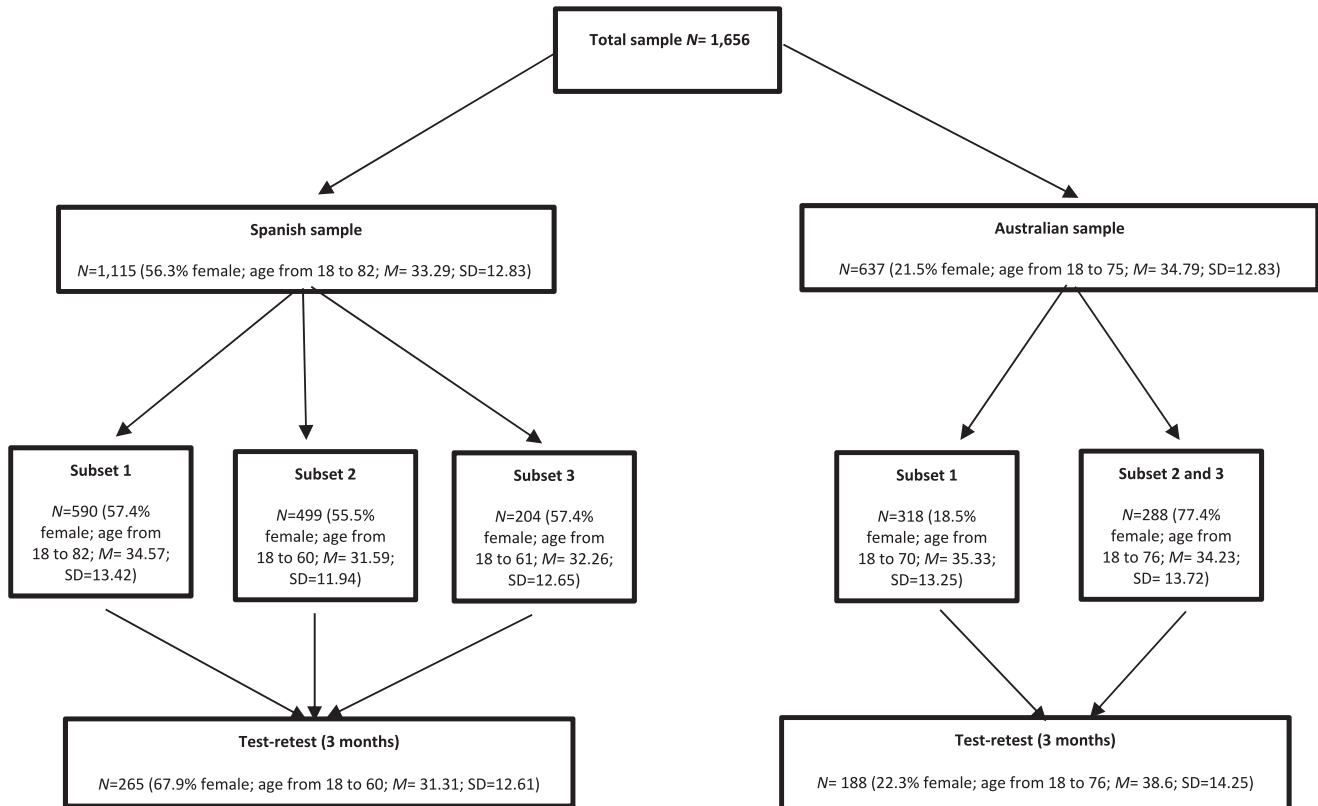 Total sample N= 1,656
Spanish sample
N=1,115 (56.3% female; age from 18 to 82; M= 33.29; SD=12.83)
Australian sample
N=637 (21.5% female; age from 18 to 75; M= 34.79; SD=12.83)
Subset 1
N=590 (57.4%
female; age from
18 to 82; M= 34.57;
SD=13.42)
Subset 2
N=499 (55.5%
female; age from
18 to 60; M= 31.59;
SD=11.94)
Subset 3
N=204 (57.4%
female; age from
18 to 61; M= 32.26;
SD=12.65)
Subset 1
N=318 (18.5%
female; age from
18 to 70; M= 35.33;
SD=13.25)
Subset 2 and 3
N=288 (77.4%
female; age from
18 to 76; M= 34.23;
SD= 13.72)
Test-retest (3 months)
N=265 (67.9% female; age from 18 to 60; M= 31.31; SD=12.61)
Test-retest (3 months)
N= 188 (22.3% female; age from 18 to 76; M= 38.6; SD=14.25)